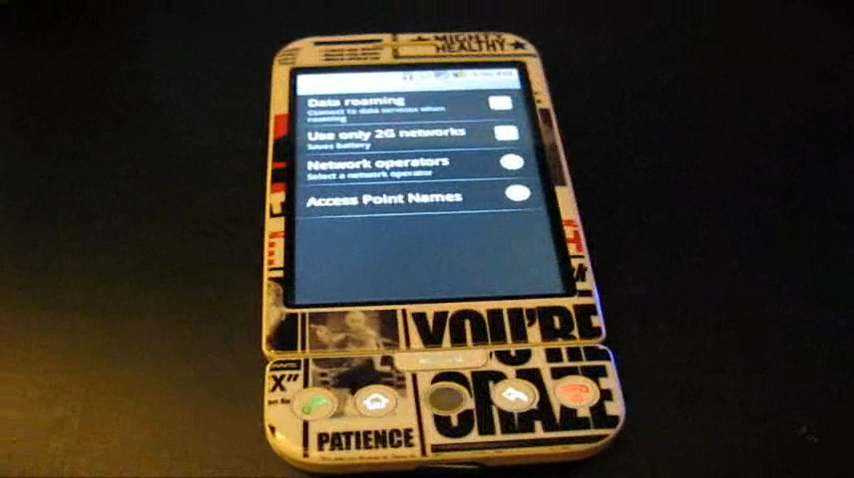 MIGHTY
HEALTHY
Data roaming
Connect to data services when
roaming
Use only 2G networks
Saves battery
Network operators
Select a network operator
Access Point Names
YOU'RE
CRAZE
X"
PATIENCE